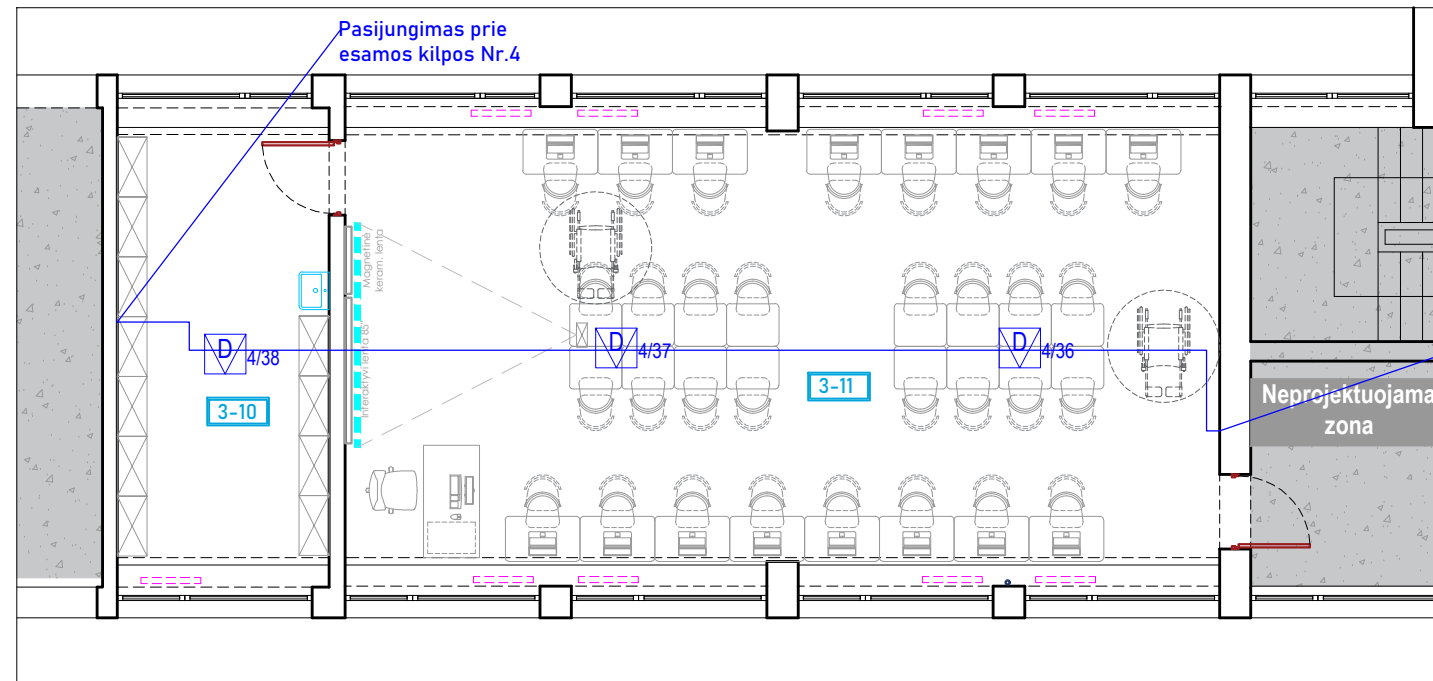 Pasijungimas prie
esamos kilpos Nr.4
Magnetinė
keram. lenta
Interaktyvi lenta 85"
D
4/38
D
4/37
D
4/36
3-10
3-11
Neprojektuojama
zona